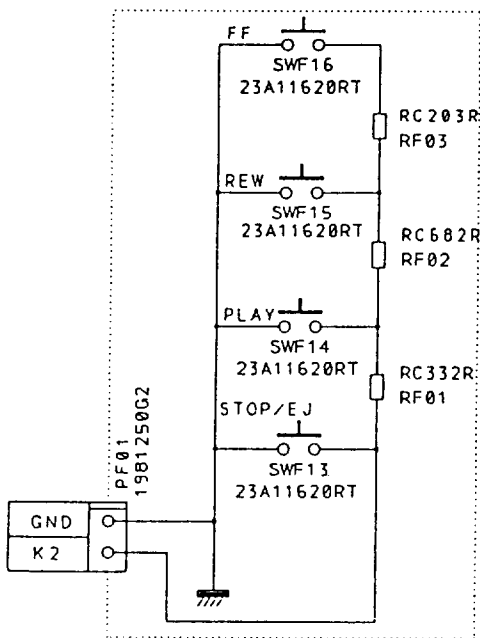 FF
SWF16
23A11620RT
RC203R
RF03
REW
SWF15
23A11620RT
RC682R
RF02
PLAY
SWF14
23A11620RT
RC332R
RF01
STOP/EJ
SWF13
23A11620RT
PF01
1981250G2
GND
K2